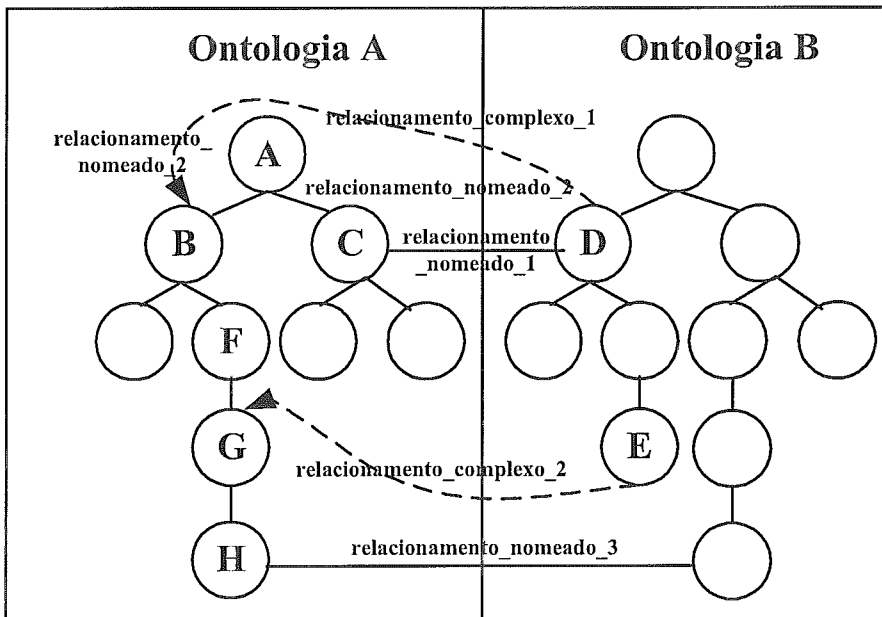 Ontologia A
Ontologia B
relacionamento_complexo_1
relacionamento_
nomeado_2
A
relacionamento_nomeado_2
B
C
relacionamento
_nomeado_1
D
F
G
E
relacionamento_complexo_2
H
relacionamento_nomeado_3